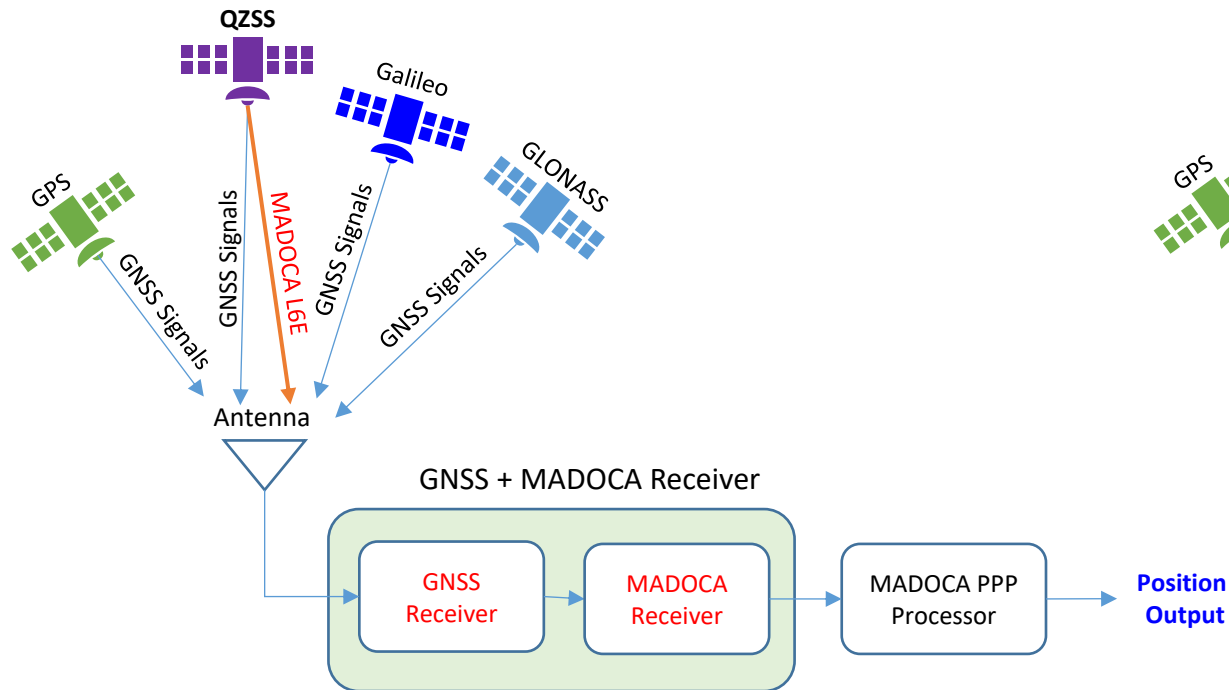 QZSS
Galileo
GLONASS
GPS
GPS
GNSS Signals
GNSS Signals
MADOCA L6E
GNSS Signals
GNSS Signals
Antenna
GNSS + MADOCA Receiver
GNSS
Receiver
MADOCA
Receiver
MADOCA PPP
Processor
Position
Output